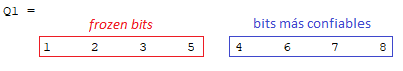 Q1 =
frozen bits bits más confiables
1 2 3 5 4 6 7 8